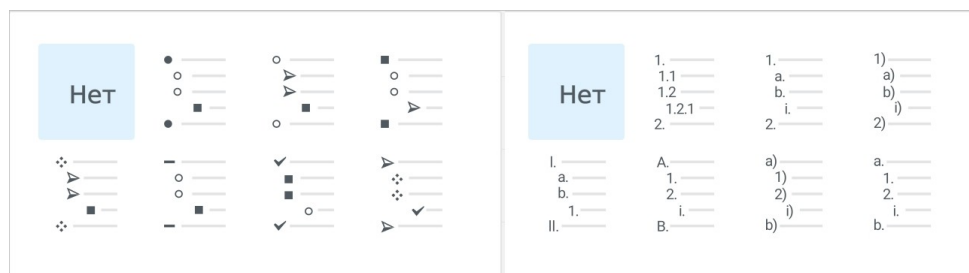 Нет
Нет
1.
1.1
1.2
1.2.1
2.
1.
a.
b.
i.
2.
1)
a)
b)
i)
2)
I.
a.
b.
1.
II.
A.
1.
2.
i.
B.
a)
1)
2)
i)
b)
a.
1.
2.
i.
b.